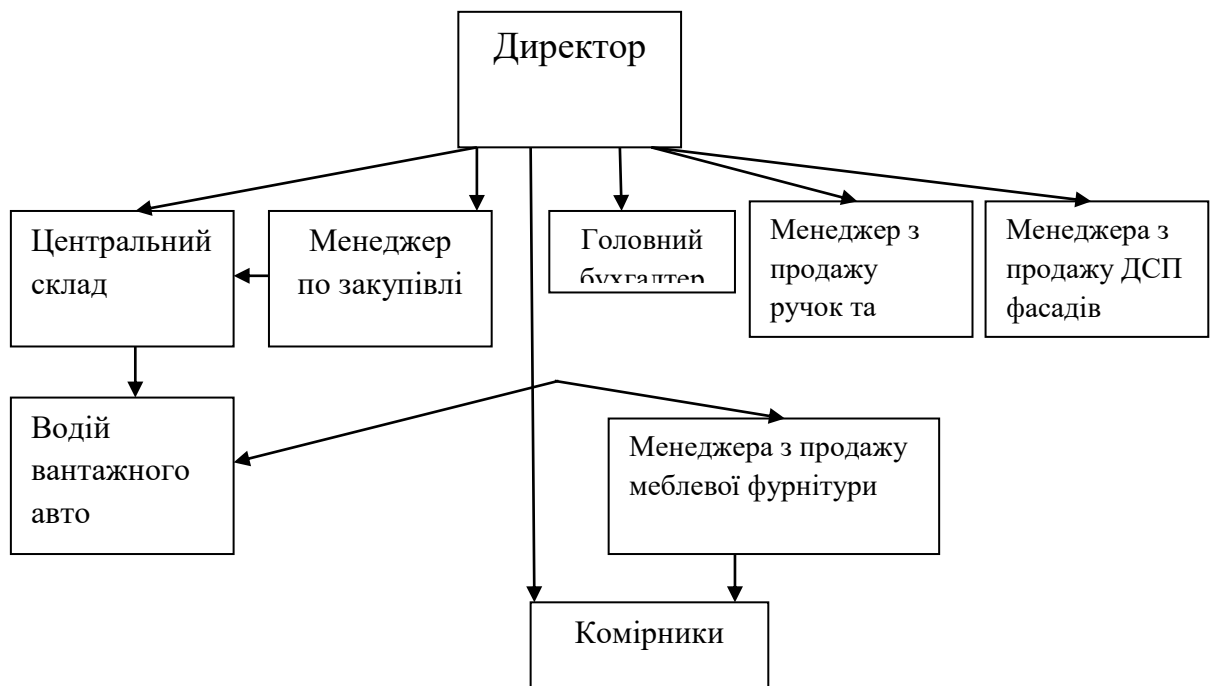 Директор
Центральний
склад
Менеджер
по закупівлі
Головний
бухгалтер
Менеджер з
продажу
ручок та
Менеджера з
продажу ДСП
фасадів
Водій
вантажного
авто
Менеджера з продажу
меблевої фурнітури
Комірники